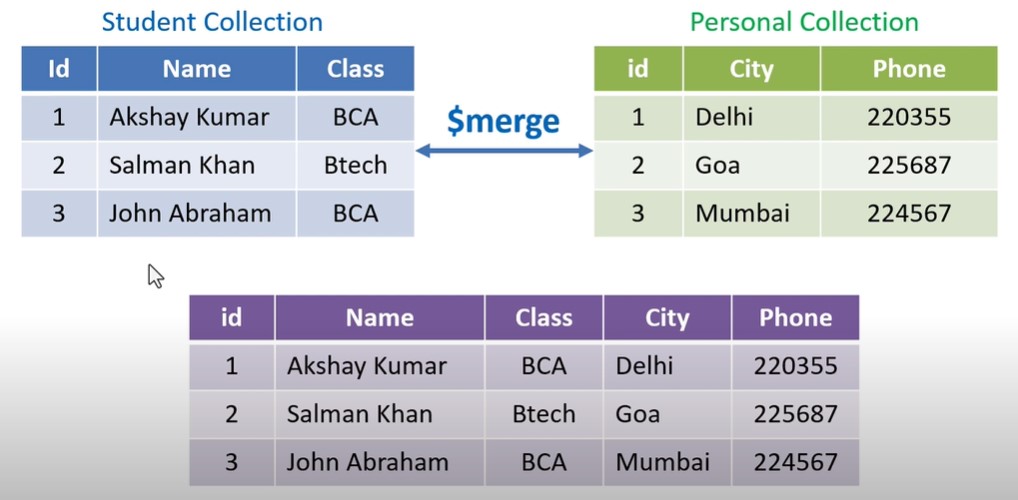 Student Collection
Personal Collection
Id Name Class
1 Akshay Kumar BCA
2 Salman Khan Btech
3 John Abraham BCA
$merge
id City Phone
1 Delhi 220355
2 Goa 225687
3 Mumbai 224567
id Name Class City Phone
1 Akshay Kumar BCA Delhi 220355
2 Salman Khan Btech Goa 225687
3 John Abraham BCA Mumbai 224567